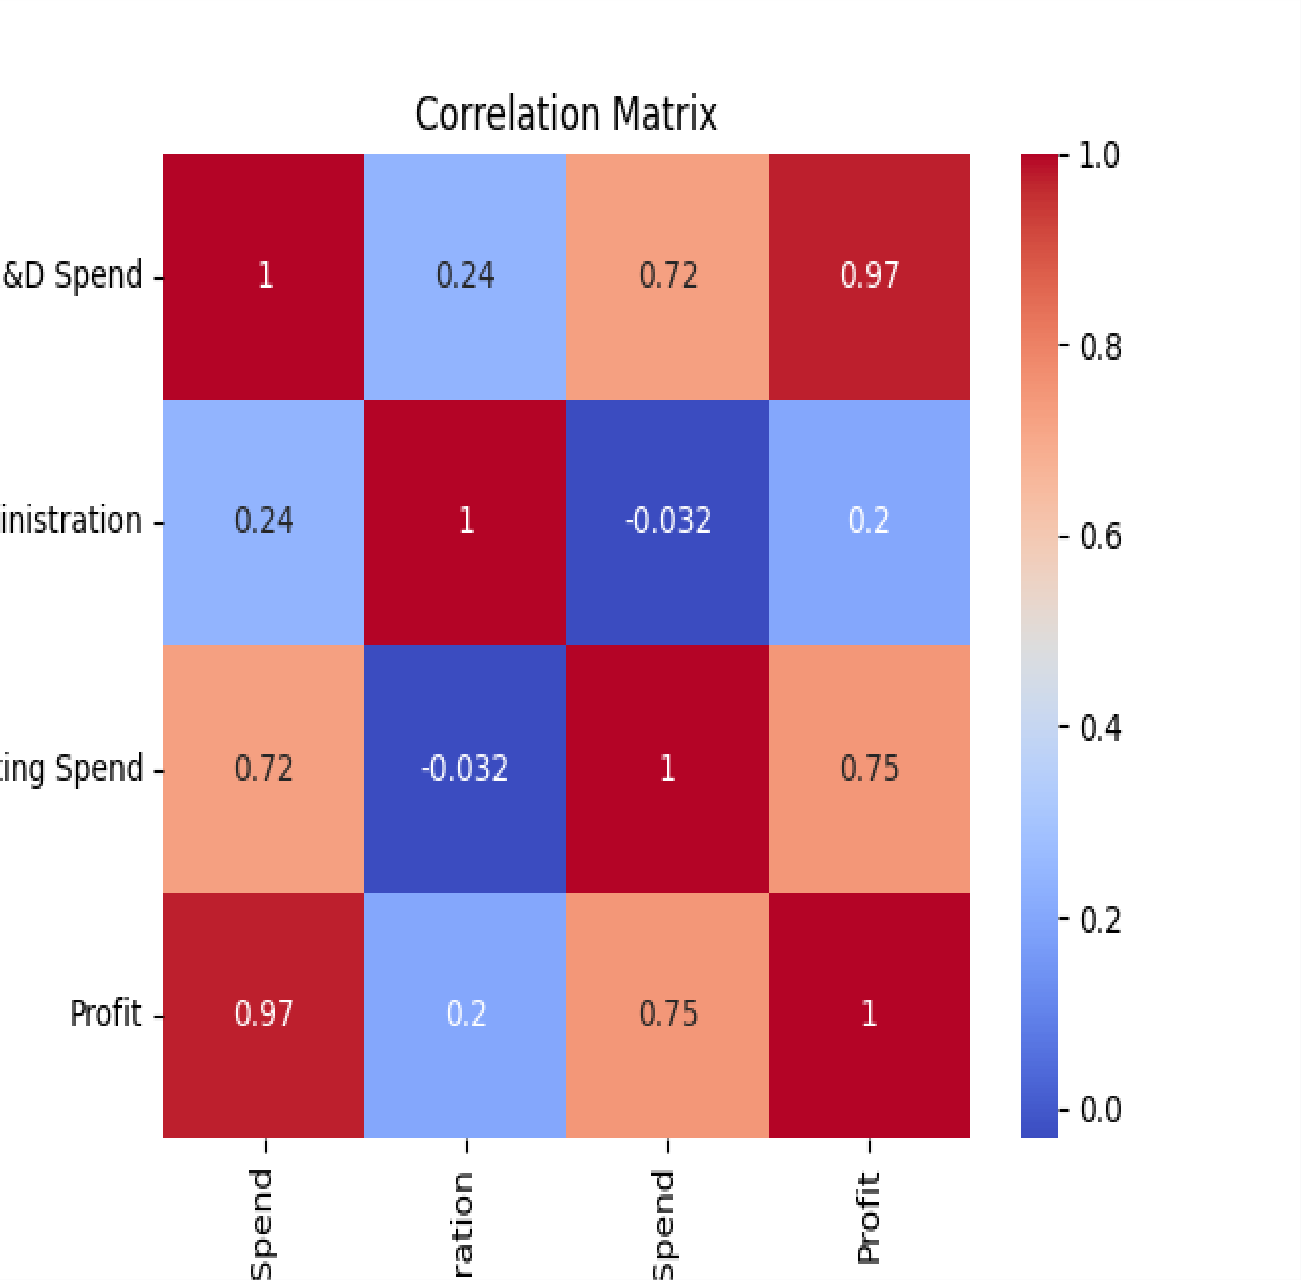 Correlation Matrix
&D Spend 1 0.24 0.72 0.97
inistration 0.24 1 -0.032 0.2
ting Spend 0.72 -0.032 1 0.75
Profit 0.97 0.2 0.75 1
Spend ration Spend Profit
1.0
0.8
0.6
0.4
0.2
0.0